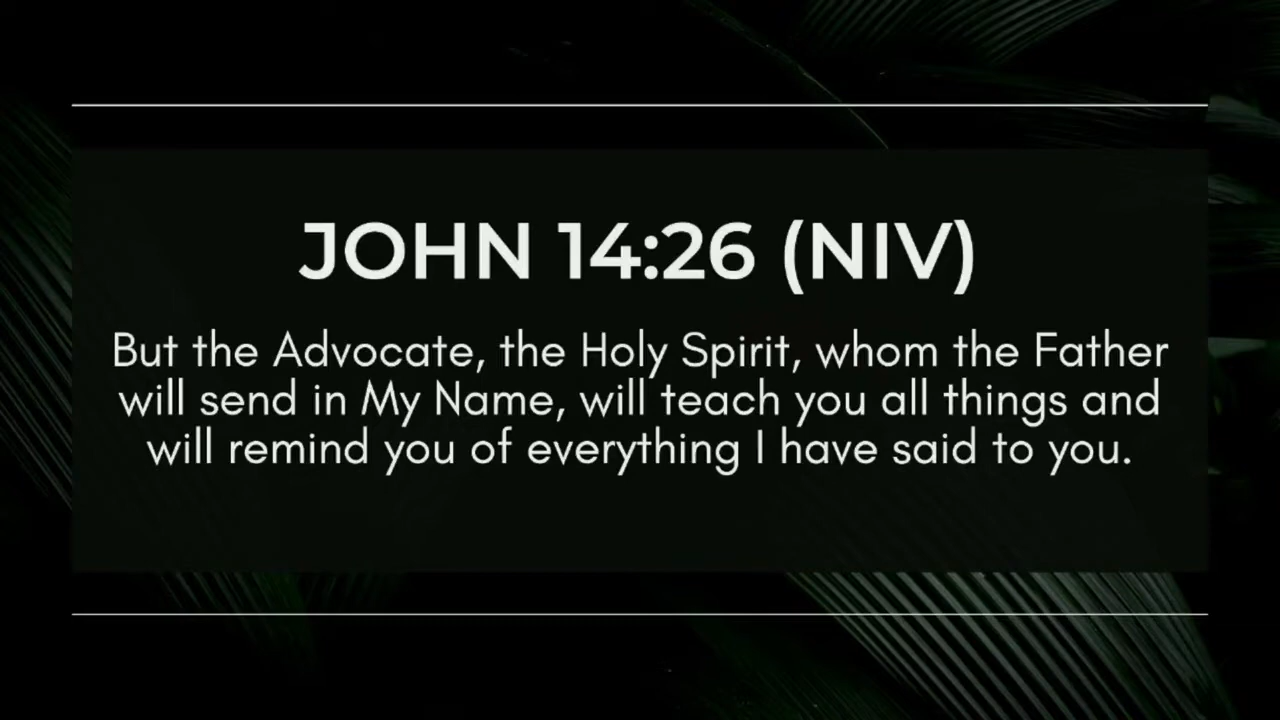 JOHN 14:26 (NIV)
But the Advocate, the Holy Spirit, whom the Father
will send in My Name, will teach you all things and
will remind you of everything I have said to you.